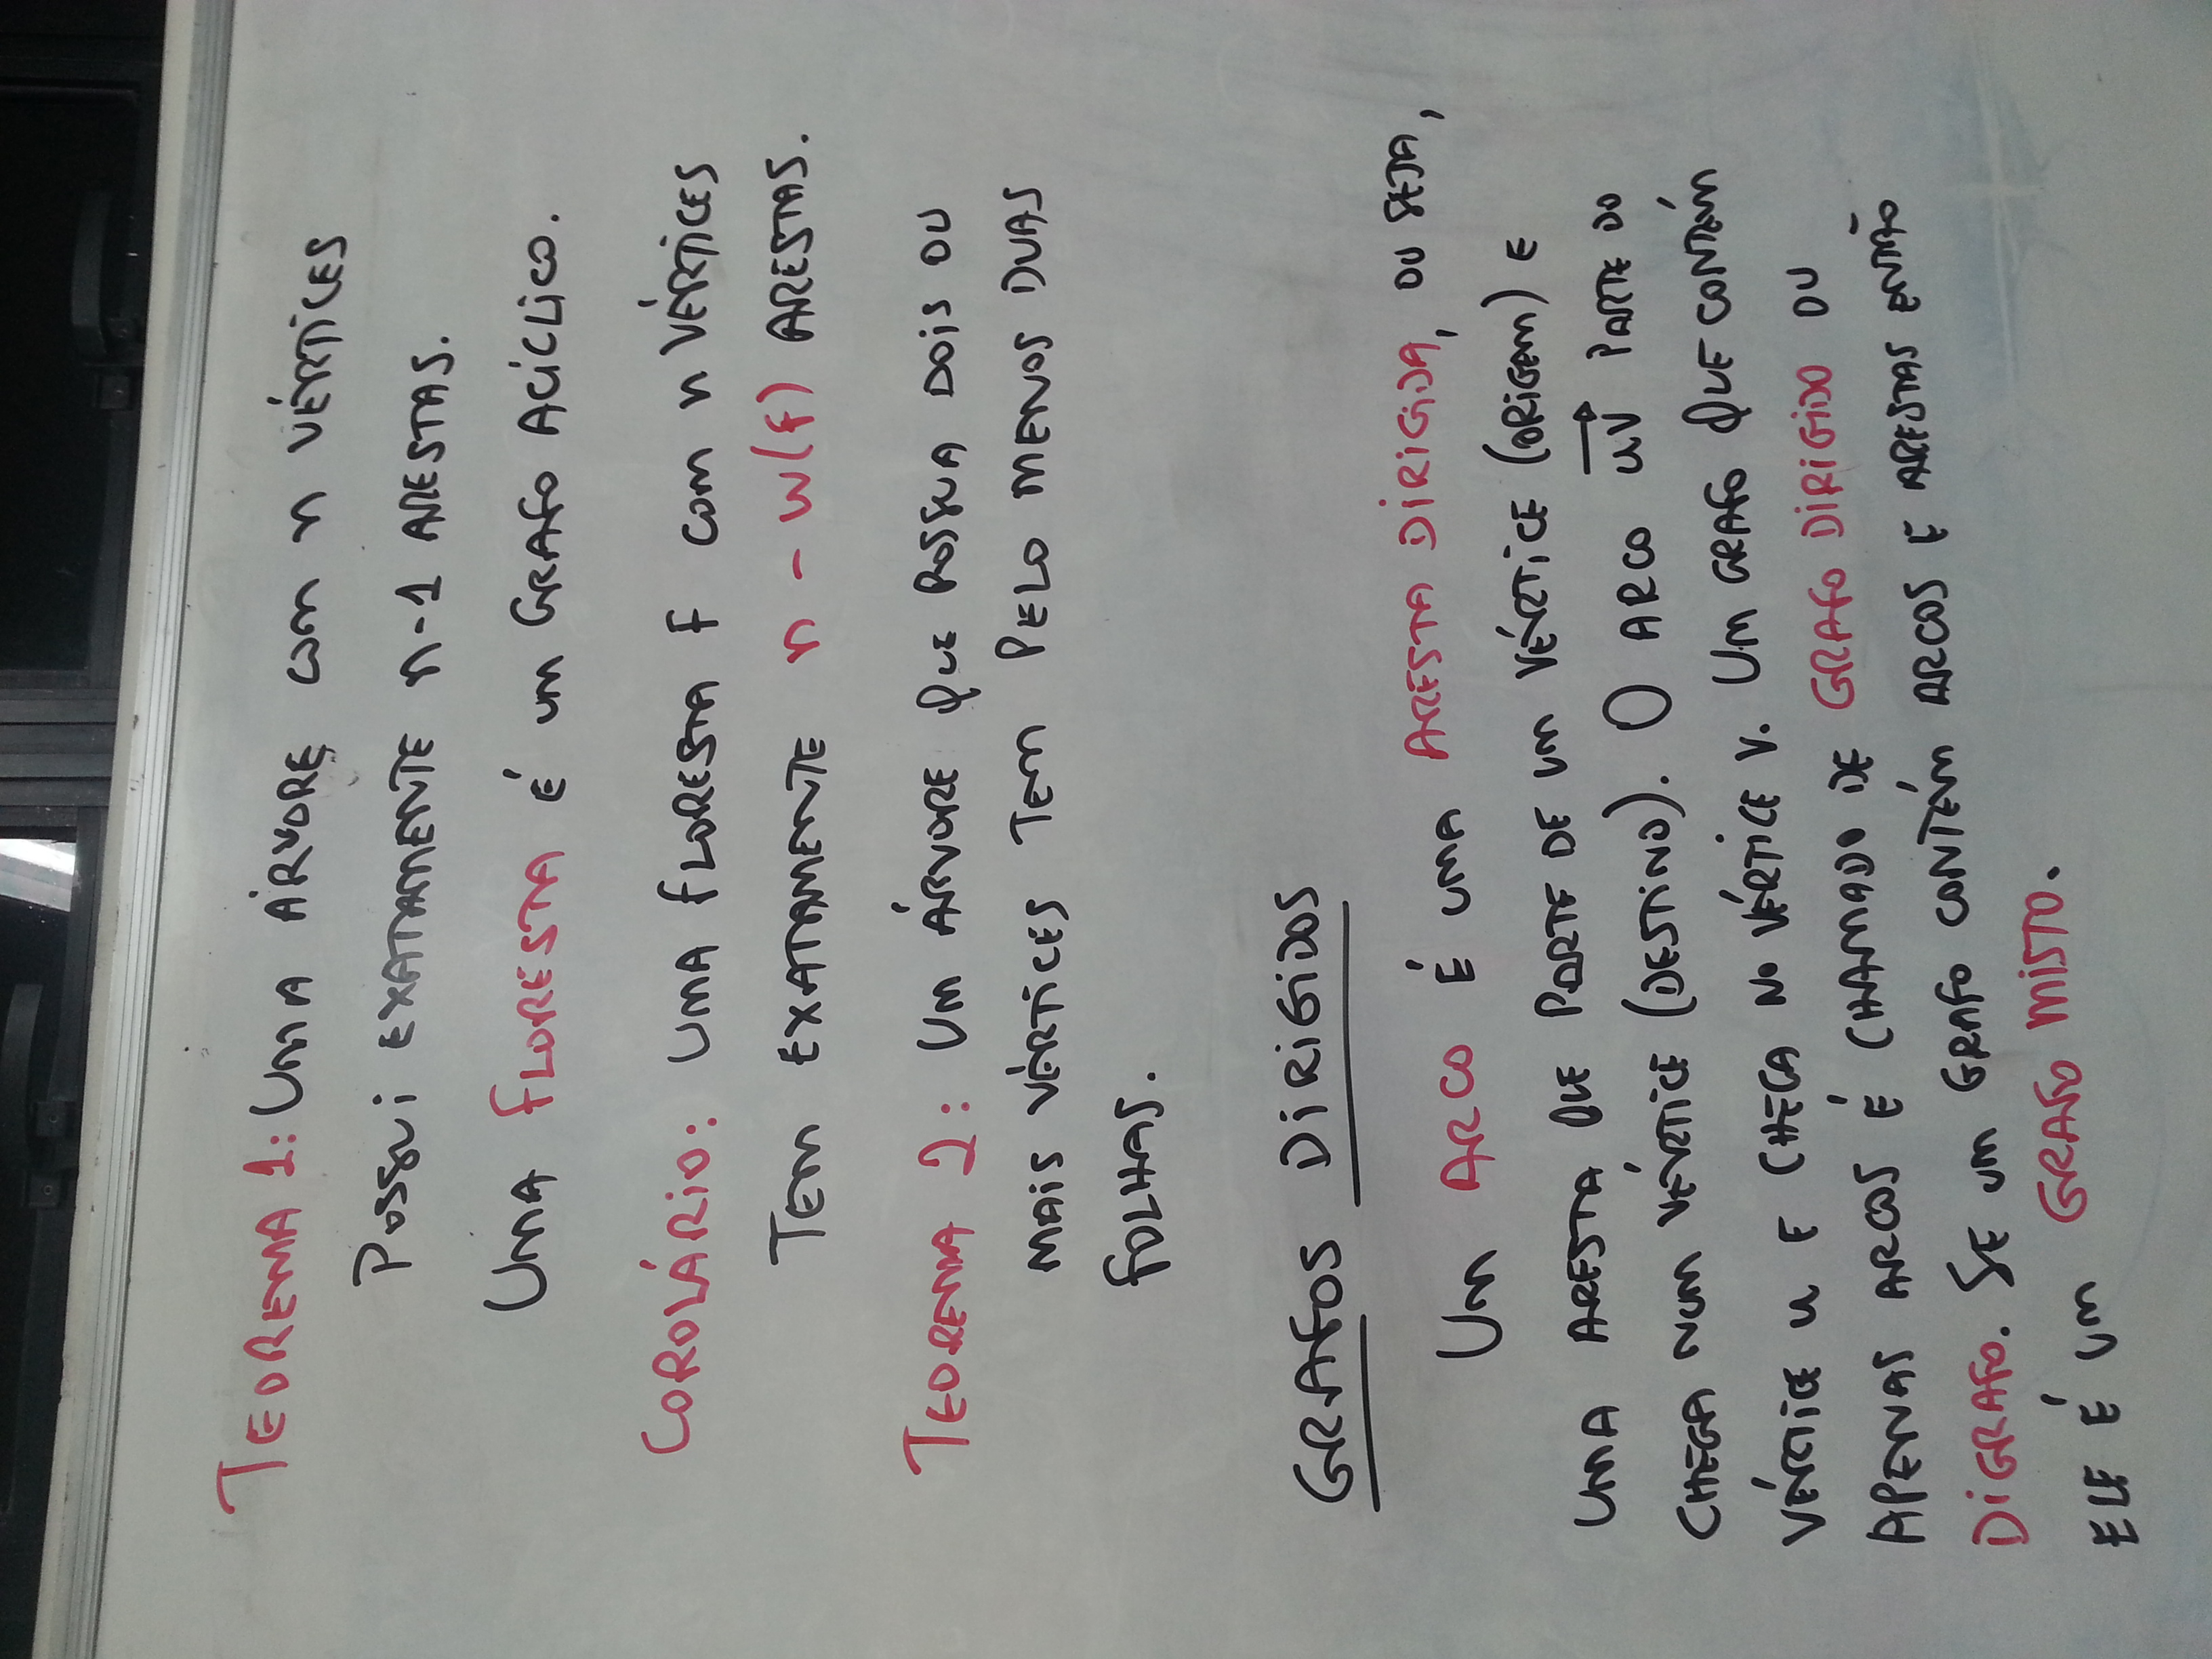 TEOREMA 1: UMA ÁRVORE COM n VÉRTICES
POSSUI EXATAMENTE n-1 ARESTAS.
UMA FLORESTA É UM GRAFO ACÍCLICO.
COROLÁRIO: UMA FLORESTA F COM n VÉRTICES
TEM EXATAMENTE n - w(F) ARESTAS.
TEOREMA 2: UM ÁRVORE QUE POSSUA DOIS OU
MAIS VÉRTICES TEM PELO MENOS DUAS
FOLHAS.
GRAFOS DIRIGIDOS
UM ARCO É UMA ARESTA DIRIGIDA, OU SEJA,
UMA ARESTA QUE PARTE DE UM VÉRTICE (ORIGEM) E
CHEGA NUM VÉRTICE (DESTINO). O ARCO \overrightarrow{uv} PARTE DO
VÉRTICE u E CHEGA NO VÉRTICE v. UM GRAFO QUE CONTÉM
APENAS ARCOS É CHAMADO DE GRAFO DIRIGIDO OU
DIGRAFO. SE UM GRAFO CONTÉM ARCOS E ARESTAS ENTÃO
ELE É UM GRAFO MISTO.